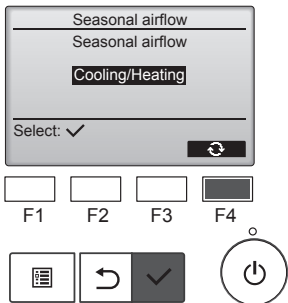 Seasonal airflow
Seasonal airflow
Cooling/Heating
Select:
F1 F2 F3 F4